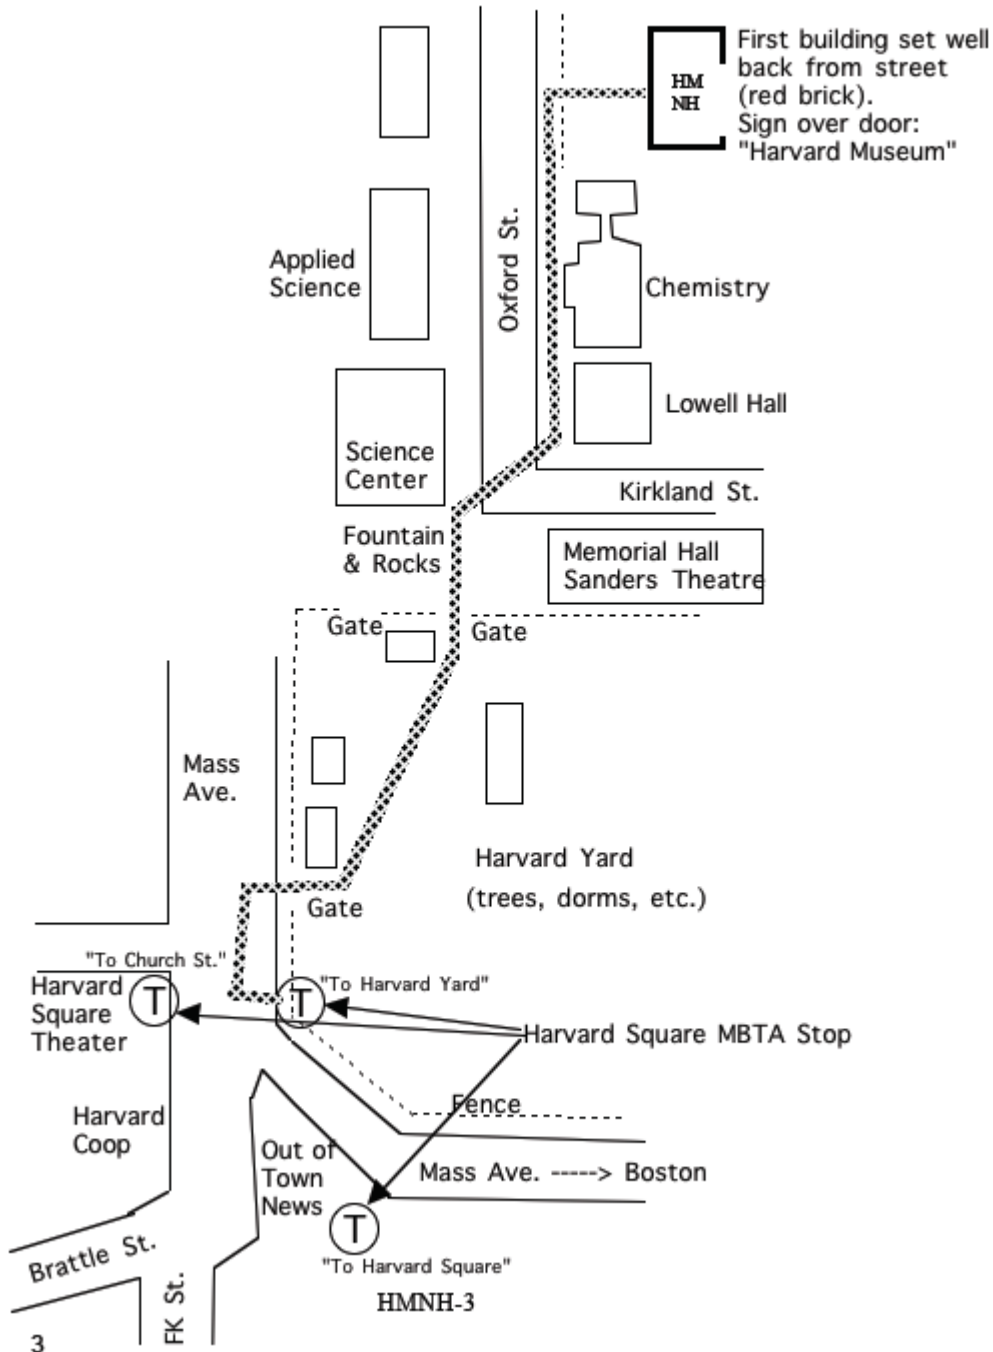 First building set well
back from street
(red brick).
Sign over door:
"Harvard Museum"
HM
NH
Oxford St.
Applied
Science
Chemistry
Lowell Hall
Science
Center
Kirkland St.
Fountain
& Rocks
Memorial Hall
Sanders Theatre
Gate
Gate
Mass
Ave.
Harvard Yard
(trees, dorms, etc.)
Gate
"To Church St."
"To Harvard Yard"
Harvard
Square
Theater
T
T
Harvard Square MBTA Stop
Fence
Harvard
Coop
Out of
Town
News
Mass Ave. -----> Boston
T
Brattle St.
"To Harvard Square"
FK St.
HMNH-3
3